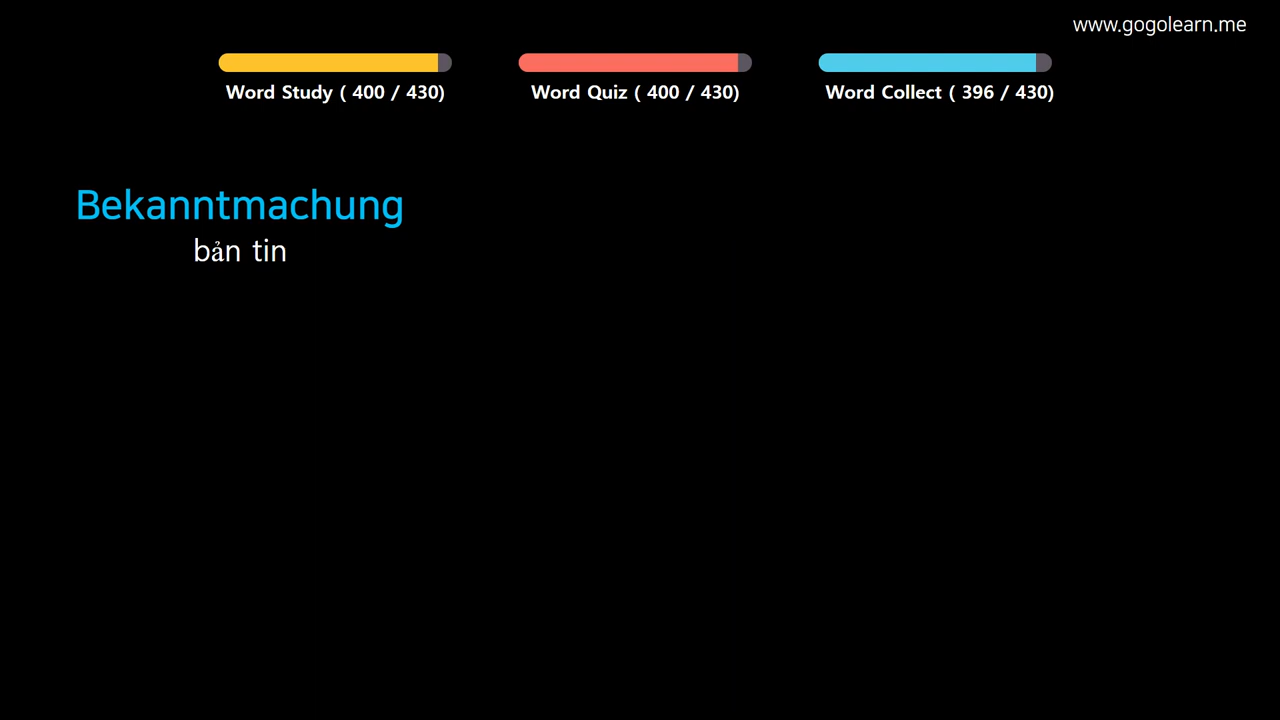 www.gogolearn.me
Word Study ( 400 / 430)
Word Quiz ( 400 / 430)
Word Collect ( 396 / 430)
Bekanntmachung
bản tin